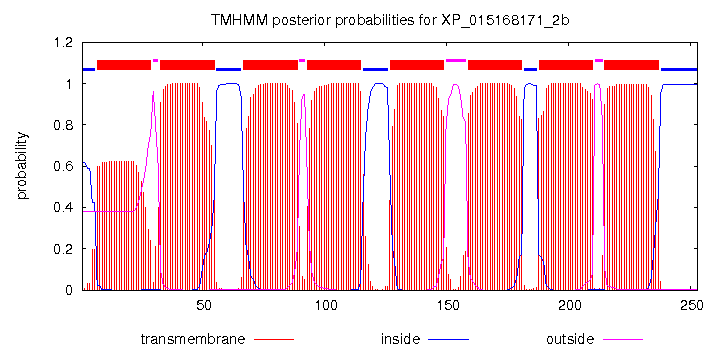 TMHMM posterior probabilities for XP_015168171_2b
1.2
1
0.8
0.6
0.4
0.2
0
probability
50
100
150
200
250
transmembrane
inside
outside